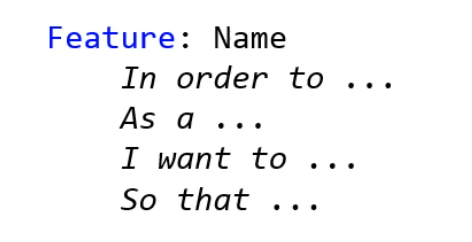 Feature: Name
In order to ...
As a ...
I want to ...
So that ...